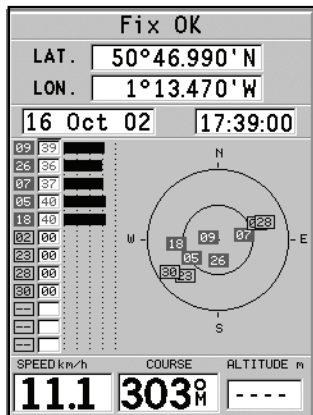 Fix OK
LAT. 50°46.990'N
LON. 1°13.470'W
16 Oct 02 17:39:00
09 39
26 36
07 37
05 40
18 40
02 00
23 00
28 00
30 00
--
--
--
N
28
W 18 09 07 E
05 26
30 23
S
SPEED km/h COURSE ALTITUDE m
11.1 303°M ----